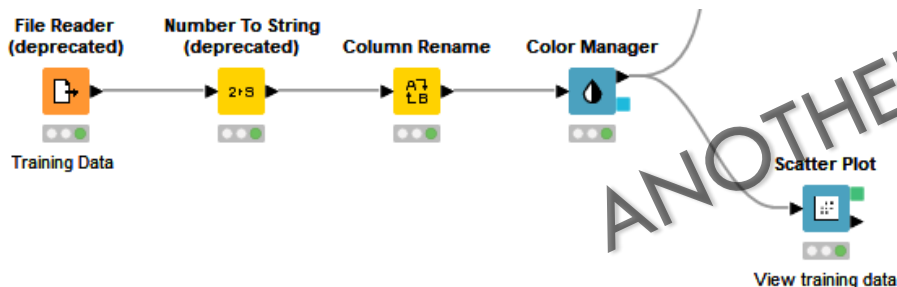 File Reader
(deprecated)
Number To String
(deprecated)
Column Rename
Color Manager
2›S
A
B
Training Data
ANOTHE
Scatter Plot
View training data